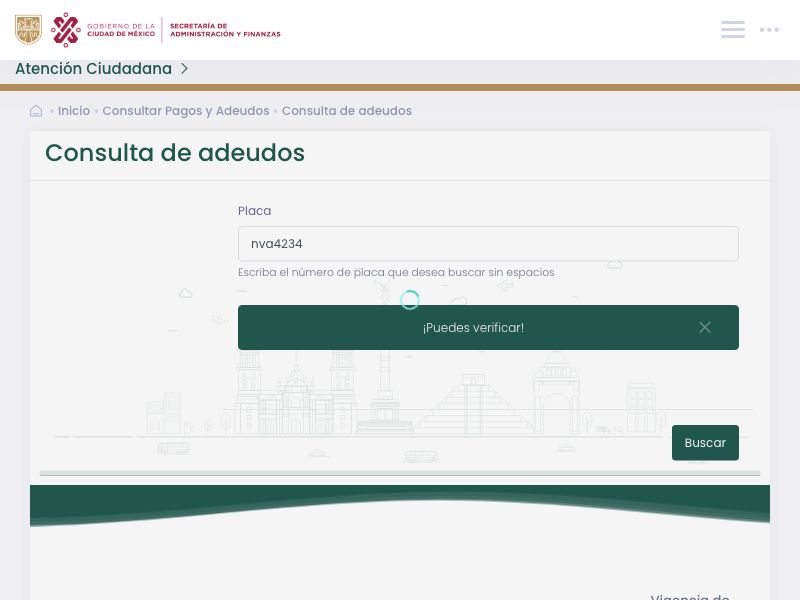 GOBIERNO DE LA
CIUDAD DE MÉXICO
SECRETARÍA DE
ADMINISTRACIÓN Y FINANZAS
Atención Ciudadana
Inicio
Consultar Pagos y Adeudos
Consulta de adeudos
Consulta de adeudos
Placa
nva4234
Escriba el número de placa que desea buscar sin espacios
¡Puedes verificar!
Buscar
Vigencia de